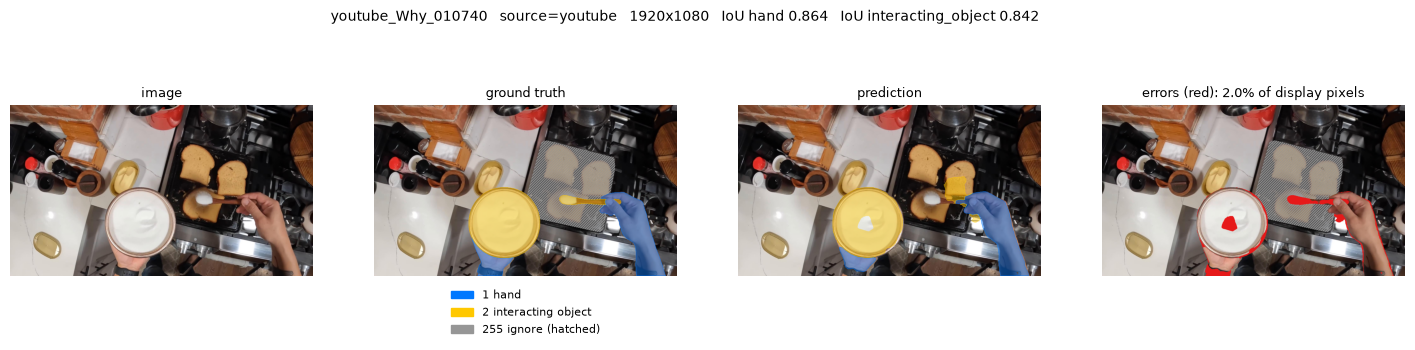 youtube_Why_010740   source=youtube   1920x1080   IoU hand 0.864   IoU interacting_object 0.842
image
ground truth
prediction
errors (red): 2.0% of display pixels
1 hand
2 interacting object
255 ignore (hatched)